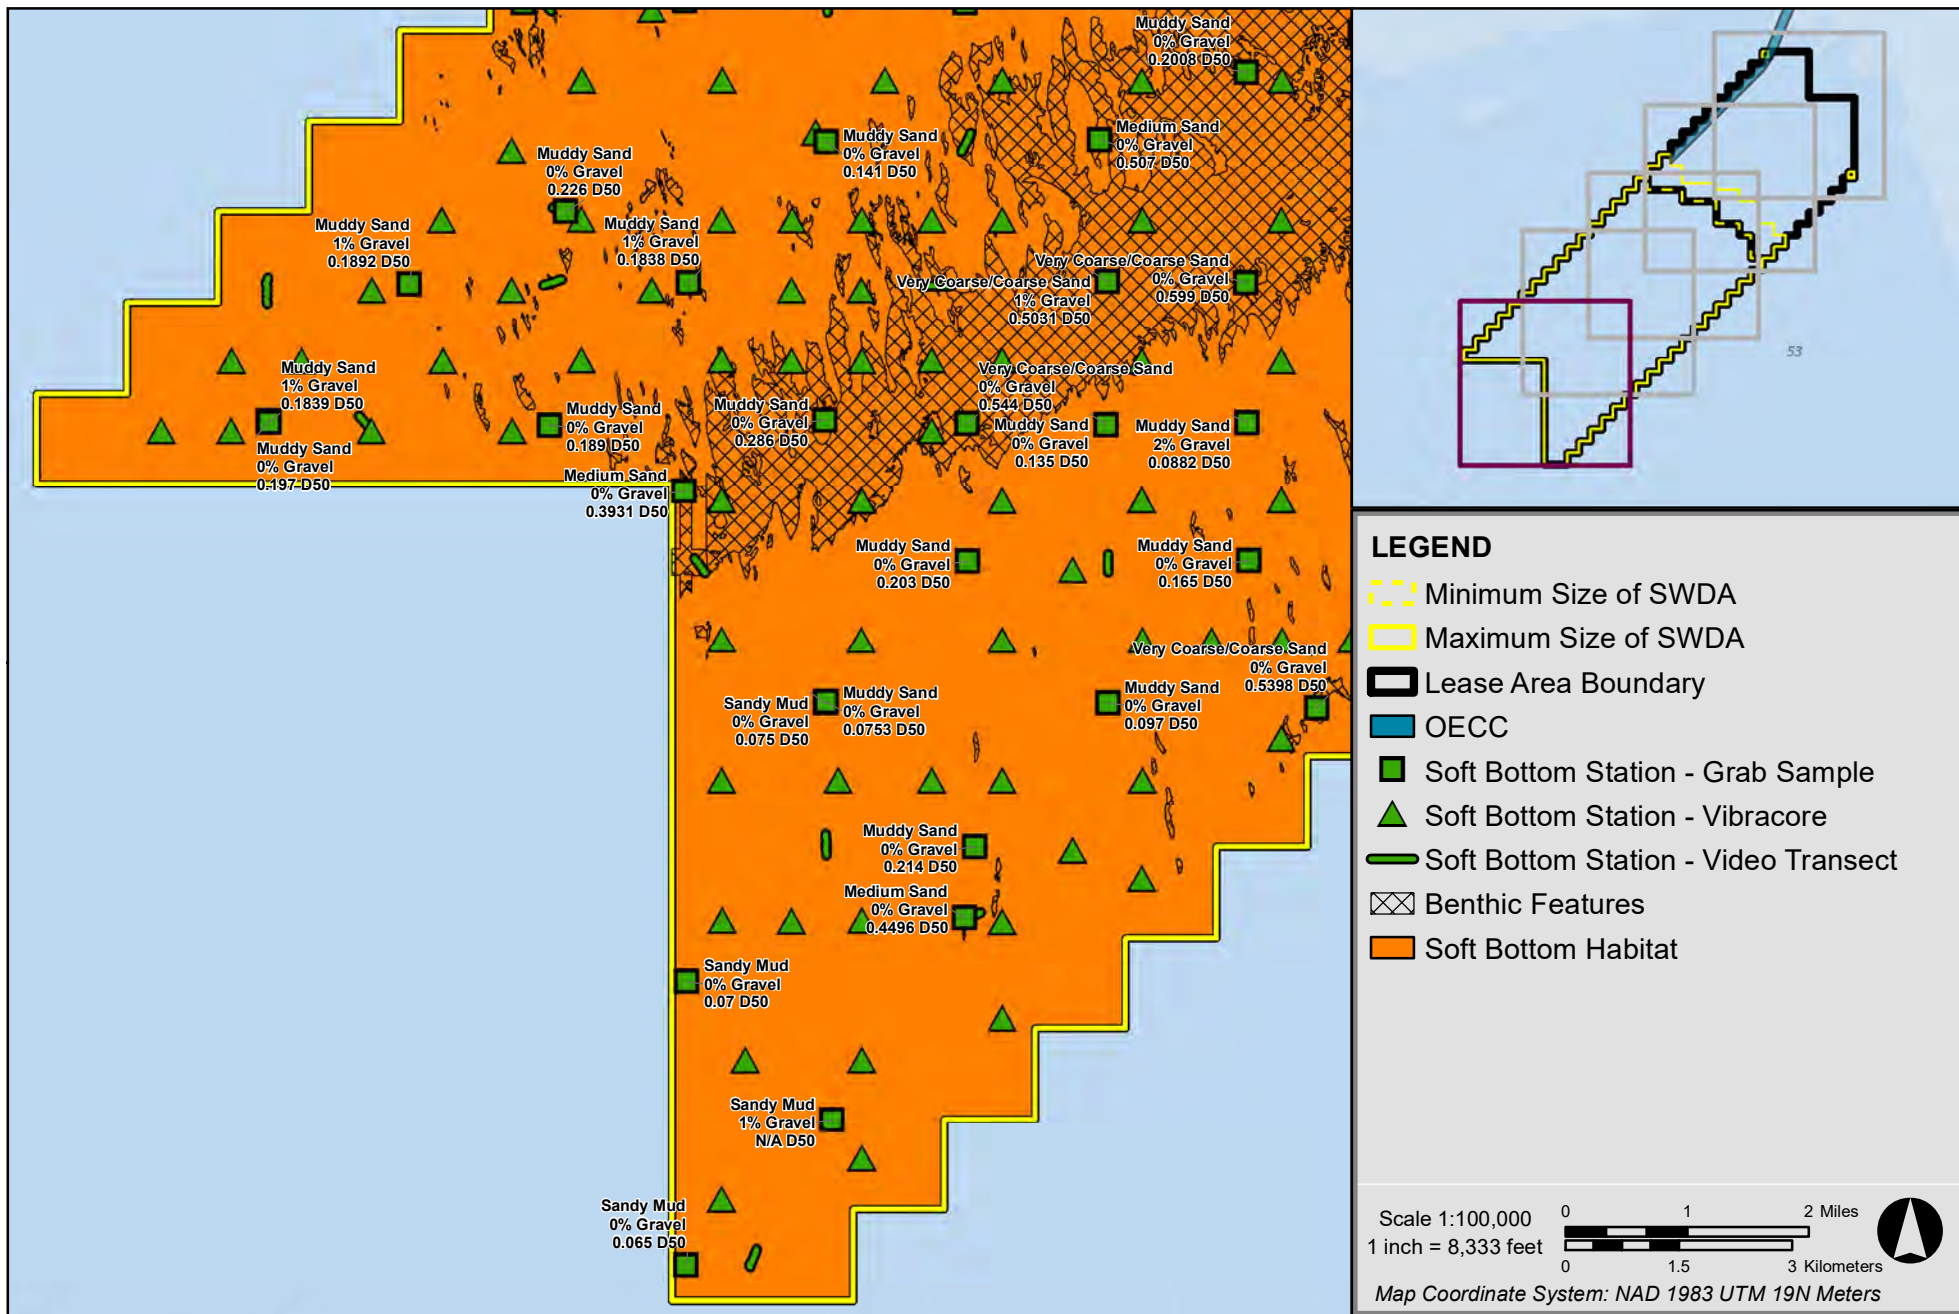 Muddy Sand
0% Gravel
0.2008 D50
Muddy Sand
0% Gravel
0.141 D50
Medium Sand
0% Gravel
0.507 D50
Muddy Sand
0% Gravel
0.226 D50
Muddy Sand
1% Gravel
0.1892 D50
Muddy Sand
1% Gravel
0.1838 D50
Very Coarse/Coarse Sand
0% Gravel
0.599 D50
Very Coarse/Coarse Sand
1% Gravel
0.5031 D50
Muddy Sand
1% Gravel
0.1839 D50
Very Coarse/Coarse Sand
0% Gravel
0.544 D50
Muddy Sand
0% Gravel
0.189 D50
Muddy Sand
0% Gravel
0.286 D50
Muddy Sand
0% Gravel
0.135 D50
Muddy Sand
2% Gravel
0.0882 D50
Muddy Sand
0% Gravel
0.197 D50
Medium Sand
0% Gravel
0.3931 D50
Muddy Sand
0% Gravel
0.203 D50
Muddy Sand
0% Gravel
0.165 D50
Very Coarse/Coarse Sand
0% Gravel
0.5398 D50
Sandy Mud
0% Gravel
0.075 D50
Muddy Sand
0% Gravel
0.0753 D50
Muddy Sand
0% Gravel
0.097 D50
Muddy Sand
0% Gravel
0.214 D50
Medium Sand
0% Gravel
0.4496 D50
Sandy Mud
0% Gravel
0.07 D50
Sandy Mud
1% Gravel
N/A D50
Sandy Mud
0% Gravel
0.065 D50
53
LEGEND
Minimum Size of SWDA
Maximum Size of SWDA
Lease Area Boundary
OECC
Soft Bottom Station - Grab Sample
Soft Bottom Station - Vibracore
Soft Bottom Station - Video Transect
Benthic Features
Soft Bottom Habitat
Scale 1:100,000
1 inch = 8,333 feet
0 1 2 Miles
0 1.5 3 Kilometers
Map Coordinate System: NAD 1983 UTM 19N Meters